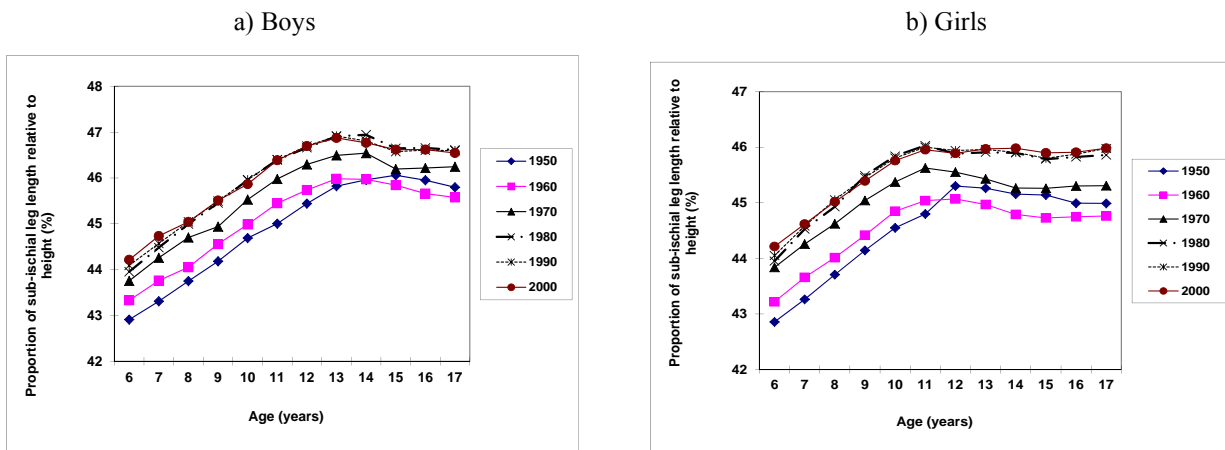 a) Boys
Proportion of sub-ischial leg length relative to
height (%)
48
47
46
45
44
43
42
6 7 8 9 10 11 12 13 14 15 16 17
Age (years)
1950
1960
1970
1980
1990
2000
b) Girls
Proportion of sub-ischial leg length relative to
height (%)
47
46
45
44
43
42
6 7 8 9 10 11 12 13 14 15 16 17
Age (years)
1950
1960
1970
1980
1990
2000